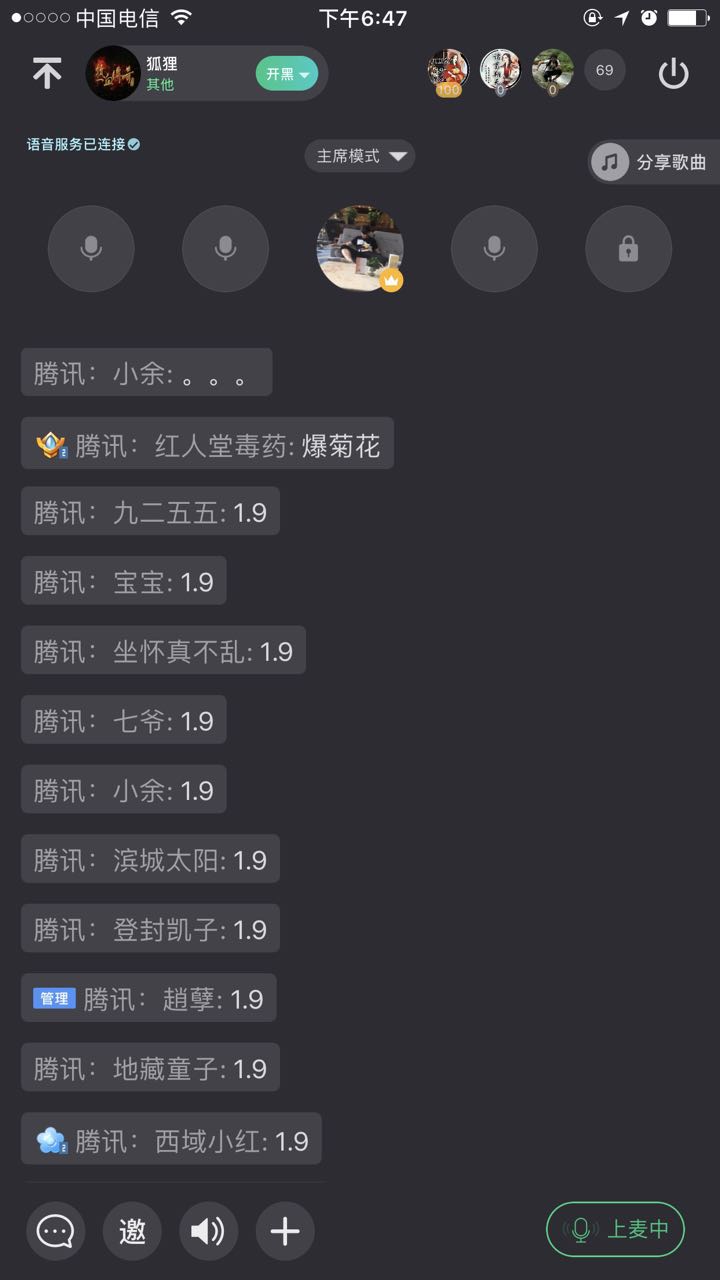 中国电信 下午6:47
狐狸
其他
开黑
100 0 0 69
语音服务已连接
主席模式
分享歌曲
腾讯：小余: 。。。
2 腾讯：红人堂毒药: 爆菊花
腾讯：九二五五: 1.9
腾讯：宝宝: 1.9
腾讯：坐怀真不乱: 1.9
腾讯：七爷: 1.9
腾讯：小余: 1.9
腾讯：滨城太阳: 1.9
腾讯：登封凯子: 1.9
管理 腾讯：趙孽: 1.9
腾讯：地藏童子: 1.9
2 腾讯：西域小红: 1.9
邀 上麦中